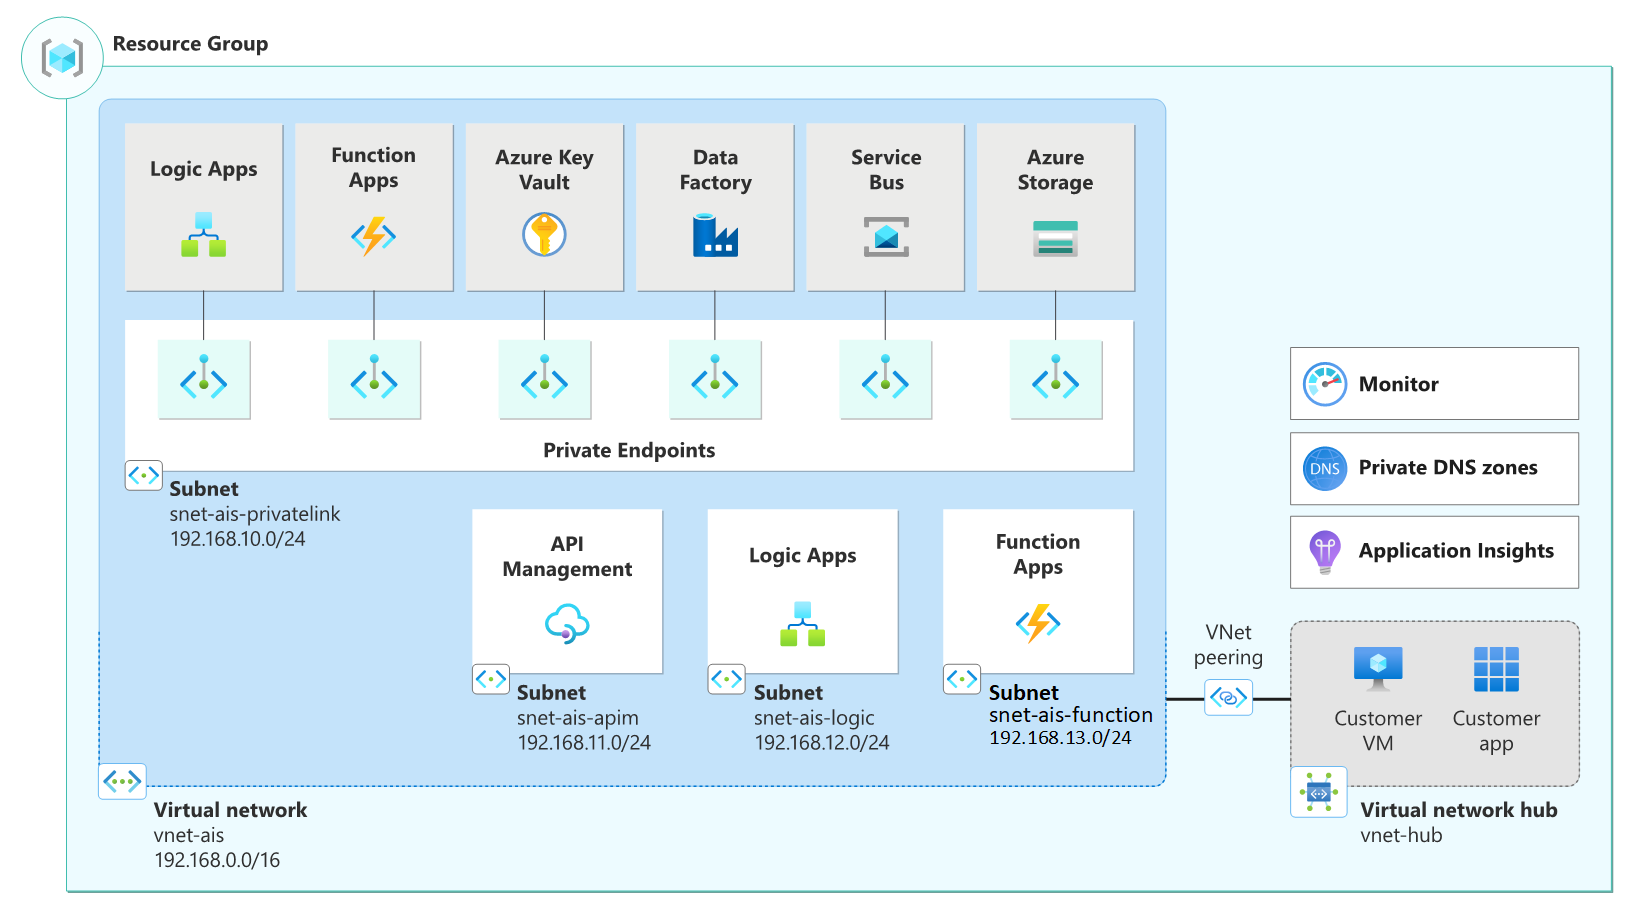 Resource Group
Logic Apps
Function
Apps
Azure Key
Vault
Data
Factory
Service
Bus
Azure
Storage
Private Endpoints
Subnet
snet-ais-privatelink
192.168.10.0/24
API
Management
Subnet
snet-ais-apim
192.168.11.0/24
Logic Apps
Subnet
snet-ais-logic
192.168.12.0/24
Function
Apps
Subnet
snet-ais-function
192.168.13.0/24
Virtual network
vnet-ais
192.168.0.0/16
Monitor
DNS
Private DNS zones
Application Insights
VNet
peering
Customer
VM
Customer
app
Virtual network hub
vnet-hub